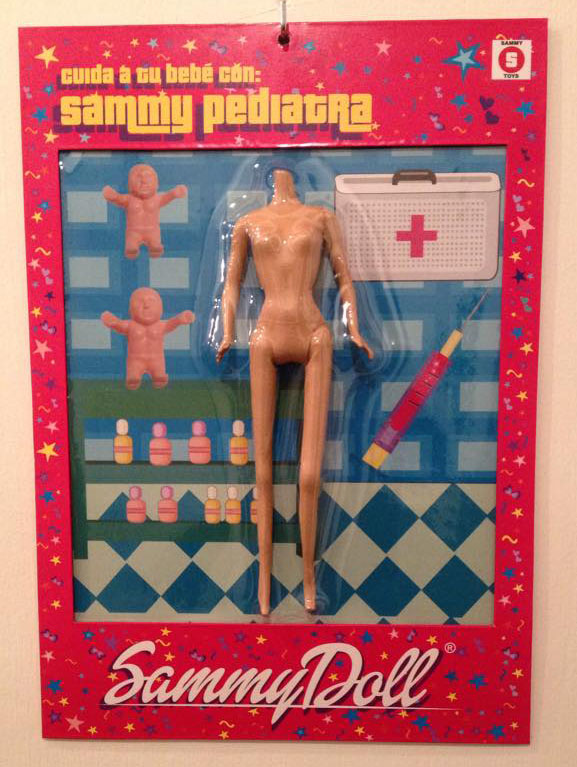 SAMMY
S
TOYS
cuida a tu bebé con:
sammy pediatra
SammyDoll®